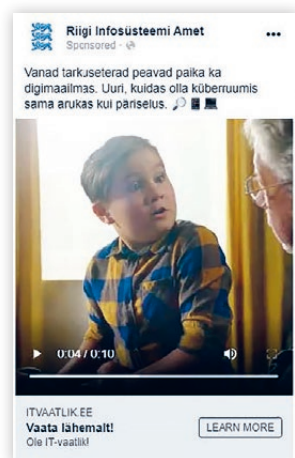 Riigi Infosüsteemi Amet
Sponsored
Vanad tarkuseterad peavad paika ka
digimaailmas. Uuri, kuidas olla küberruumis
sama arukas kui päriselus.
0:04 / 0:10
ITVAATLIK.EE
Vaata lähemalt!
Ole IT-vaatlik!
LEARN MORE